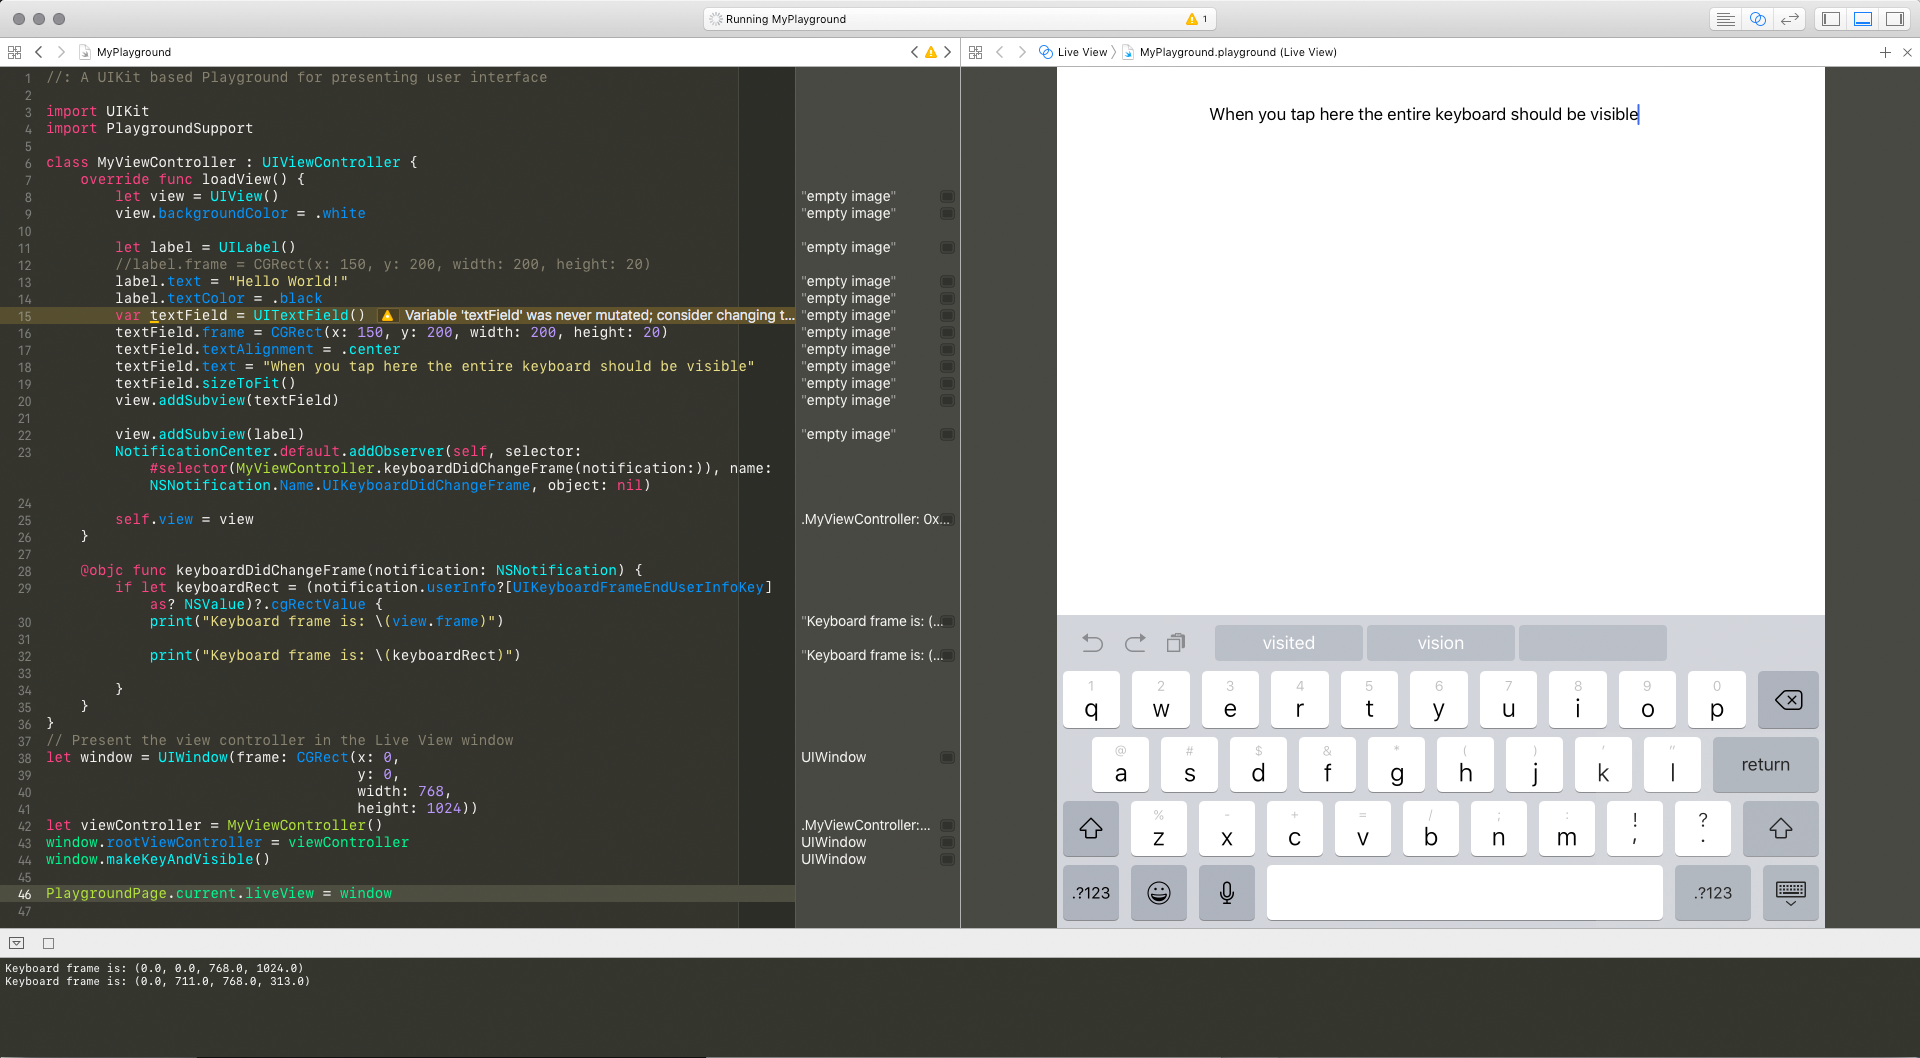 Running MyPlayground
1
MyPlayground
Live View
MyPlayground.playground (Live View)
1 //: A UIKit based Playground for presenting user interface
2
3 import UIKit
4 import PlaygroundSupport
5
6 class MyViewController : UIViewController {
7 override func loadView() {
8 let view = UIView() "empty image"
9 view.backgroundColor = .white "empty image"
10
11 let label = UILabel() "empty image"
12 //label.frame = CGRect(x: 150, y: 200, width: 200, height: 20)
13 label.text = "Hello World!" "empty image"
14 label.textColor = .black "empty image"
15 var textField = UITextField() Variable 'textField' was never mutated; consider changing t... "empty image"
16 textField.frame = CGRect(x: 150, y: 200, width: 200, height: 20) "empty image"
17 textField.textAlignment = .center "empty image"
18 textField.text = "When you tap here the entire keyboard should be visible" "empty image"
19 textField.sizeToFit() "empty image"
20 view.addSubview(textField) "empty image"
21
22 view.addSubview(label) "empty image"
23 NotificationCenter.default.addObserver(self, selector:
#selector(MyViewController.keyboardDidChangeFrame(notification:)), name:
NSNotification.Name.UIKeyboardDidChangeFrame, object: nil)
24
25 self.view = view .MyViewController: 0x...
26 }
27
28 @objc func keyboardDidChangeFrame(notification: NSNotification) {
29 if let keyboardRect = (notification.userInfo?[UIKeyboardFrameEndUserInfoKey]
as? NSValue)?.cgRectValue {
30 print("Keyboard frame is: \(view.frame)") "Keyboard frame is: (...
31
32 print("Keyboard frame is: \(keyboardRect)") "Keyboard frame is: (...
33
34 }
35 }
36 }
37 // Present the view controller in the Live View window
38 let window = UIWindow(frame: CGRect(x: 0, UIWindow
39 y: 0,
40 width: 768,
41 height: 1024))
42 let viewController = MyViewController() .MyViewController:...
43 window.rootViewController = viewController UIWindow
44 window.makeKeyAndVisible() UIWindow
45
46 PlaygroundPage.current.liveView = window
47
When you tap here the entire keyboard should be visible
visited vision
1 2 3 4 5 6 7 8 9 0
q w e r t y u i o p
@ # $ & * ( ) ' "
a s d f g h j k l return
% - + = / ; : ! ?
z x c v b n m , .
.?123 .?123
Keyboard frame is: (0.0, 0.0, 768.0, 1024.0)
Keyboard frame is: (0.0, 711.0, 768.0, 313.0)